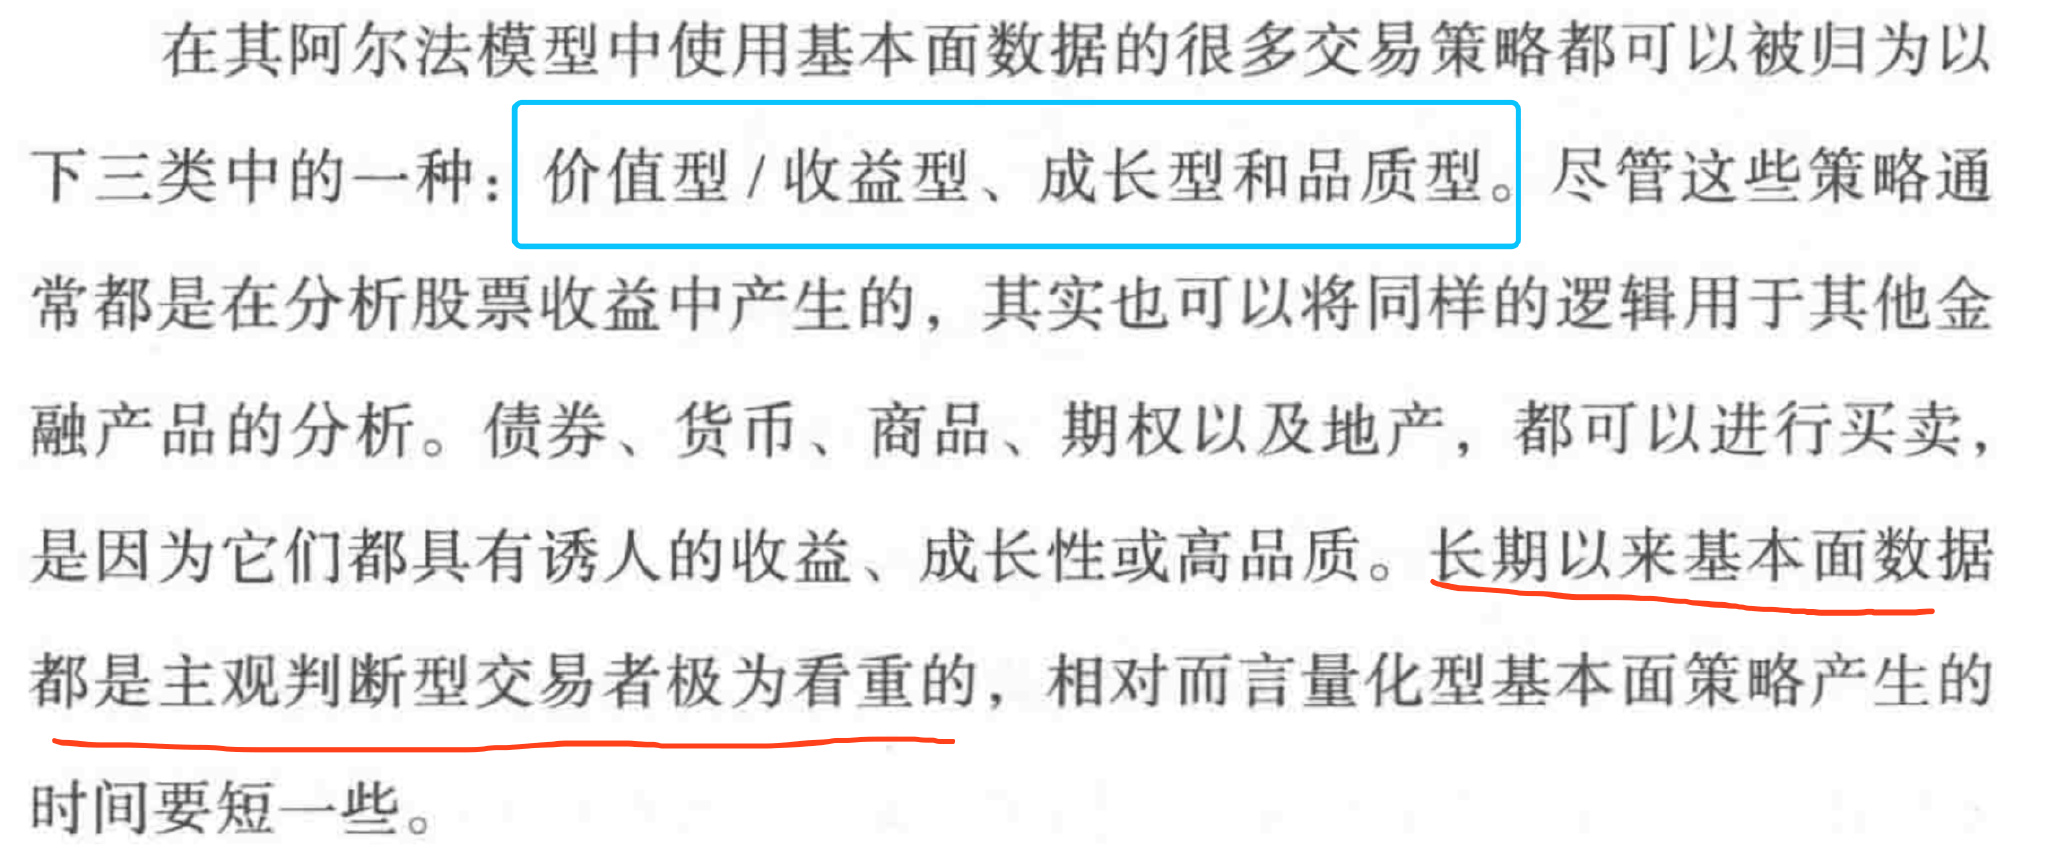 在其阿尔法模型中使用基本面数据的很多交易策略都可以被归为以
下三类中的一种：价值型/收益型、成长型和品质型。尽管这些策略通
常都是在分析股票收益中产生的，其实也可以将同样的逻辑用于其他金
融产品的分析。债券、货币、商品、期权以及地产，都可以进行买卖，
是因为它们都具有诱人的收益、成长性或高品质。长期以来基本面数据
都是主观判断型交易者极为看重的，相对而言量化型基本面策略产生的
时间要短一些。